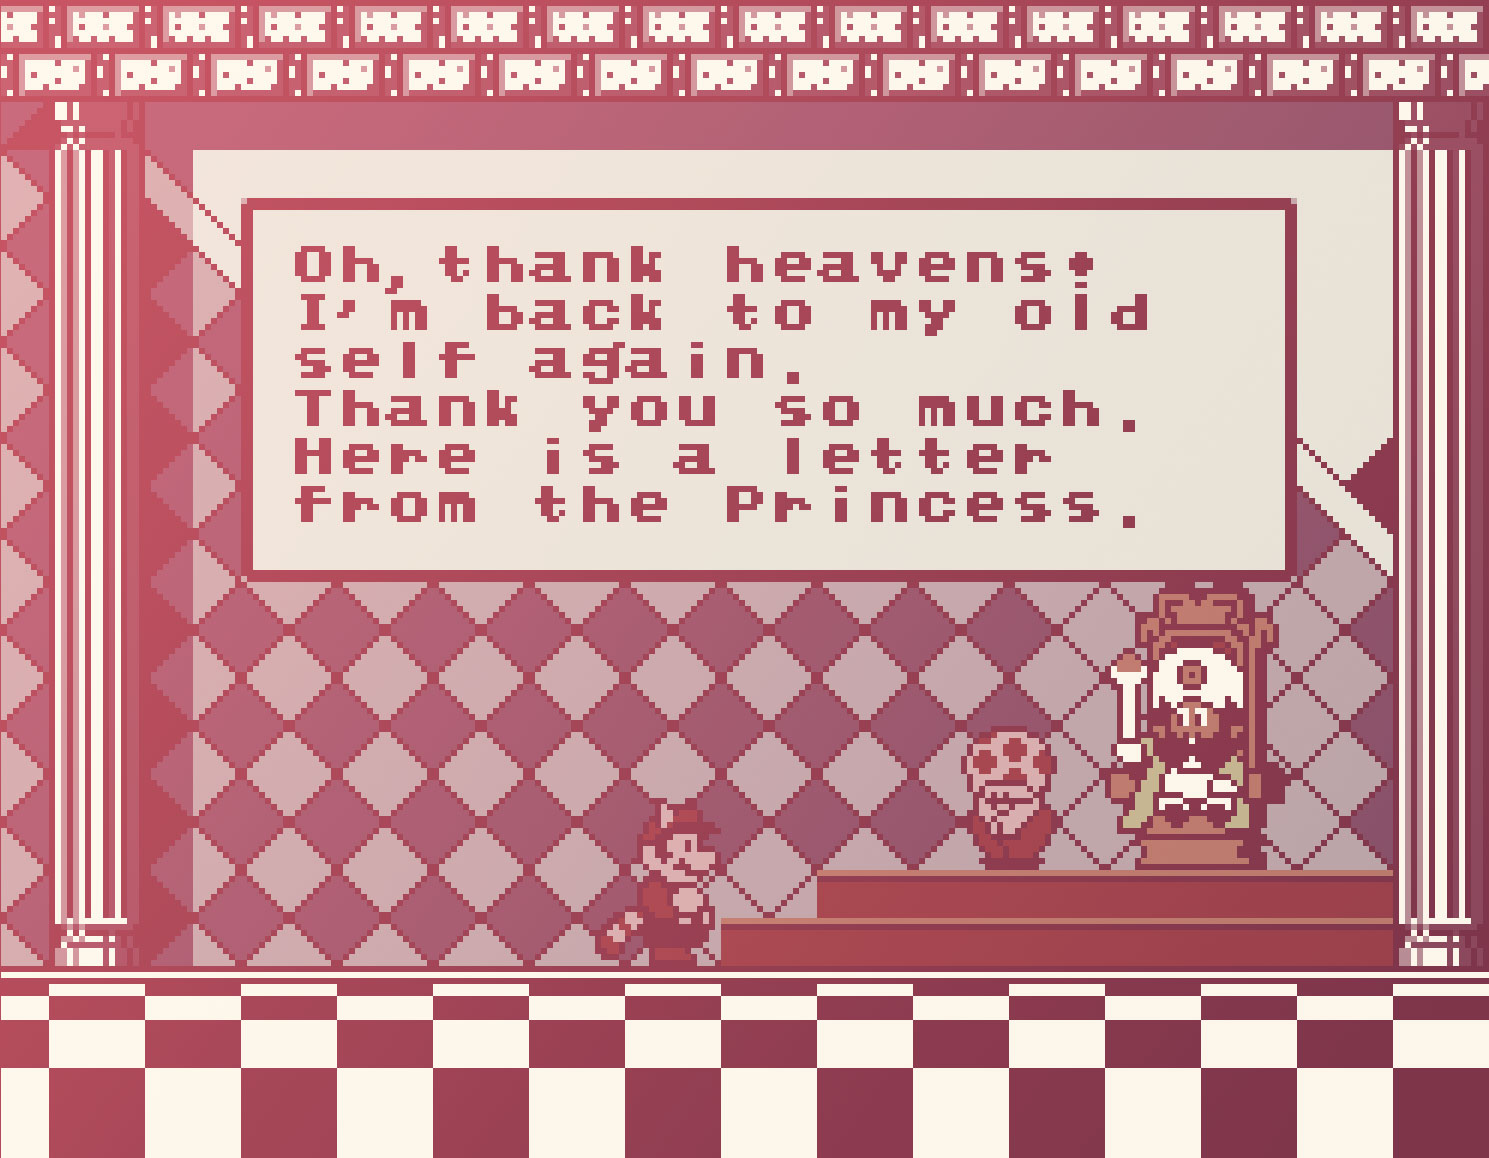 Oh, thank heavens!
I'm back to my old
self again.
Thank you so much.
Here is a letter
from the Princess.